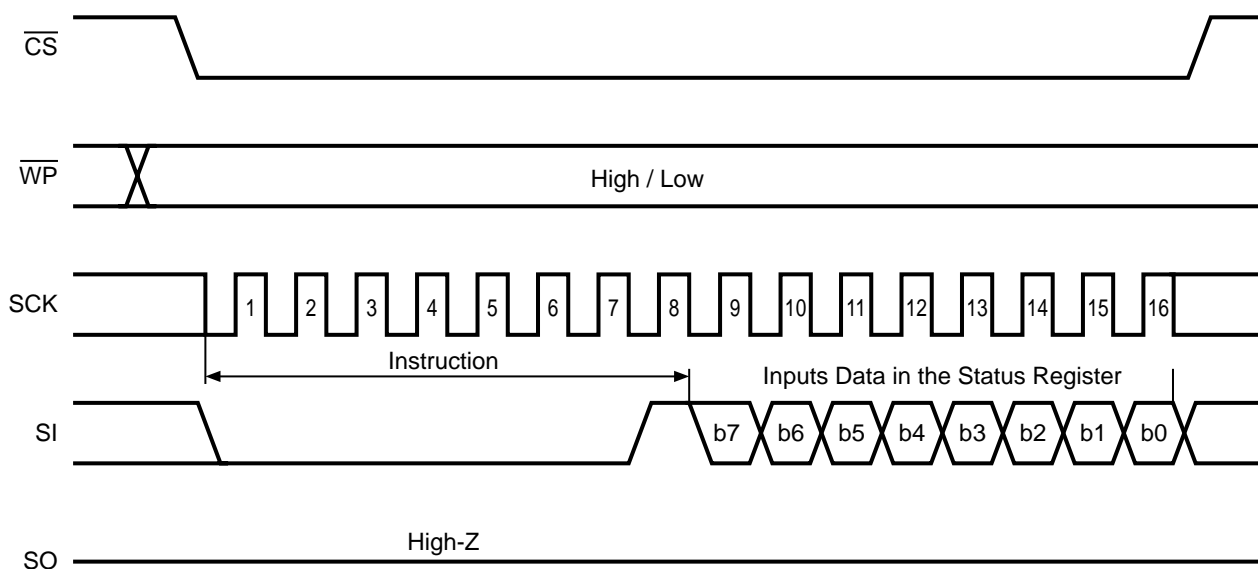 CS
WP
High / Low
SCK
1 2 3 4 5 6 7 8 9 10 11 12 13 14 15 16
Instruction
Inputs Data in the Status Register
SI
b7 b6 b5 b4 b3 b2 b1 b0
High-Z
SO